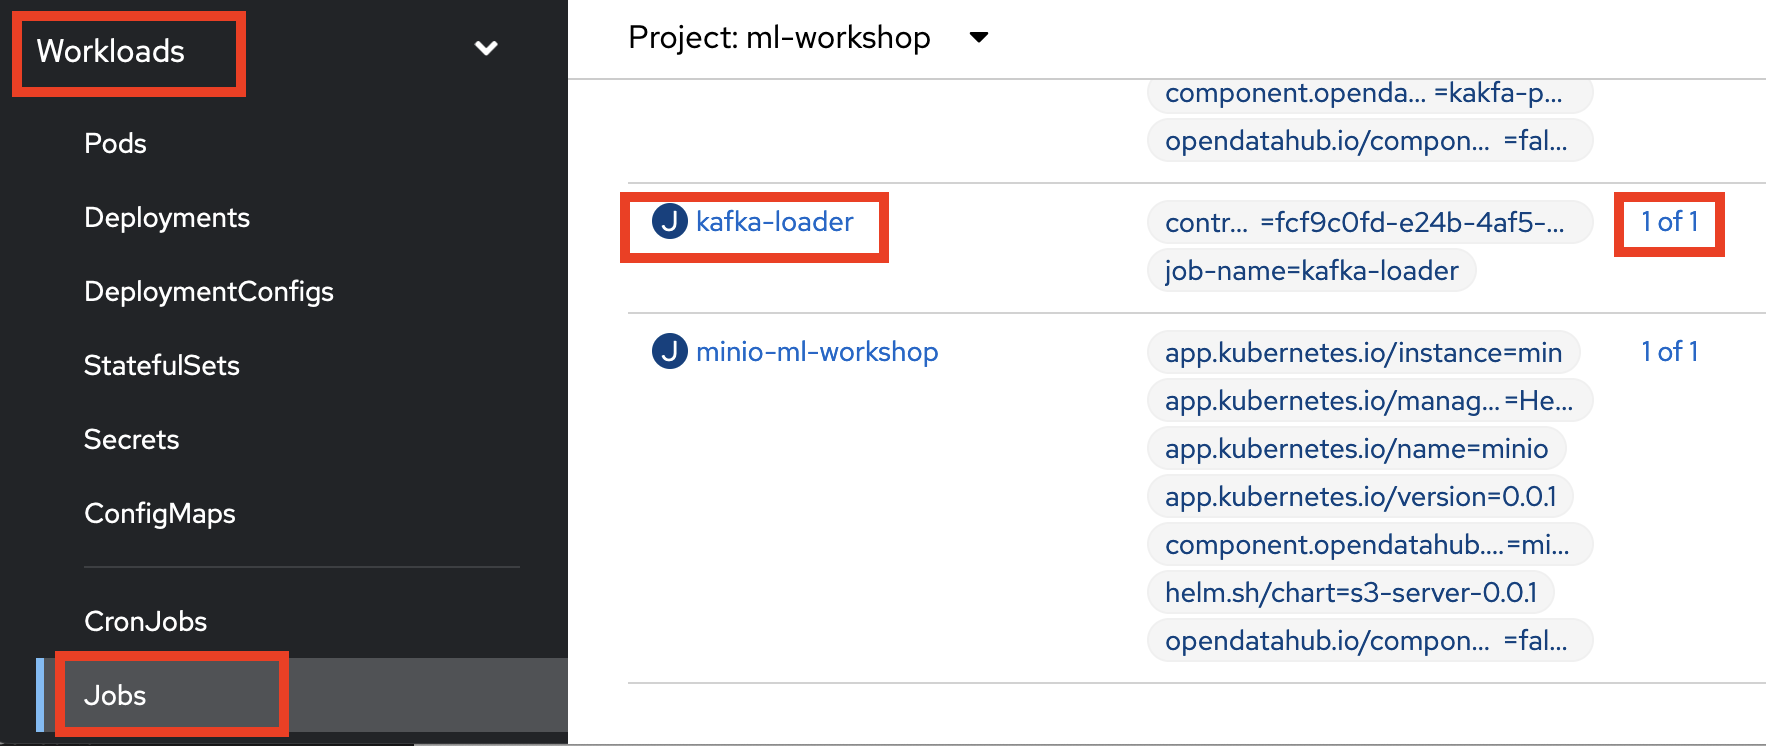 Workloads
Pods
Deployments
DeploymentConfigs
StatefulSets
Secrets
ConfigMaps
CronJobs
Jobs
Project: ml-workshop
component.openda... =kakfa-p...
opendatahub.io/compon... =fal...
J kafka-loader
contr... =fcf9c0fd-e24b-4af5-...
1 of 1
job-name=kafka-loader
J minio-ml-workshop
app.kubernetes.io/instance=min
1 of 1
app.kubernetes.io/manag...=He...
app.kubernetes.io/name=minio
app.kubernetes.io/version=0.0.1
component.opendatahub....=mi...
helm.sh/chart=s3-server-0.0.1
opendatahub.io/compon... =fal...